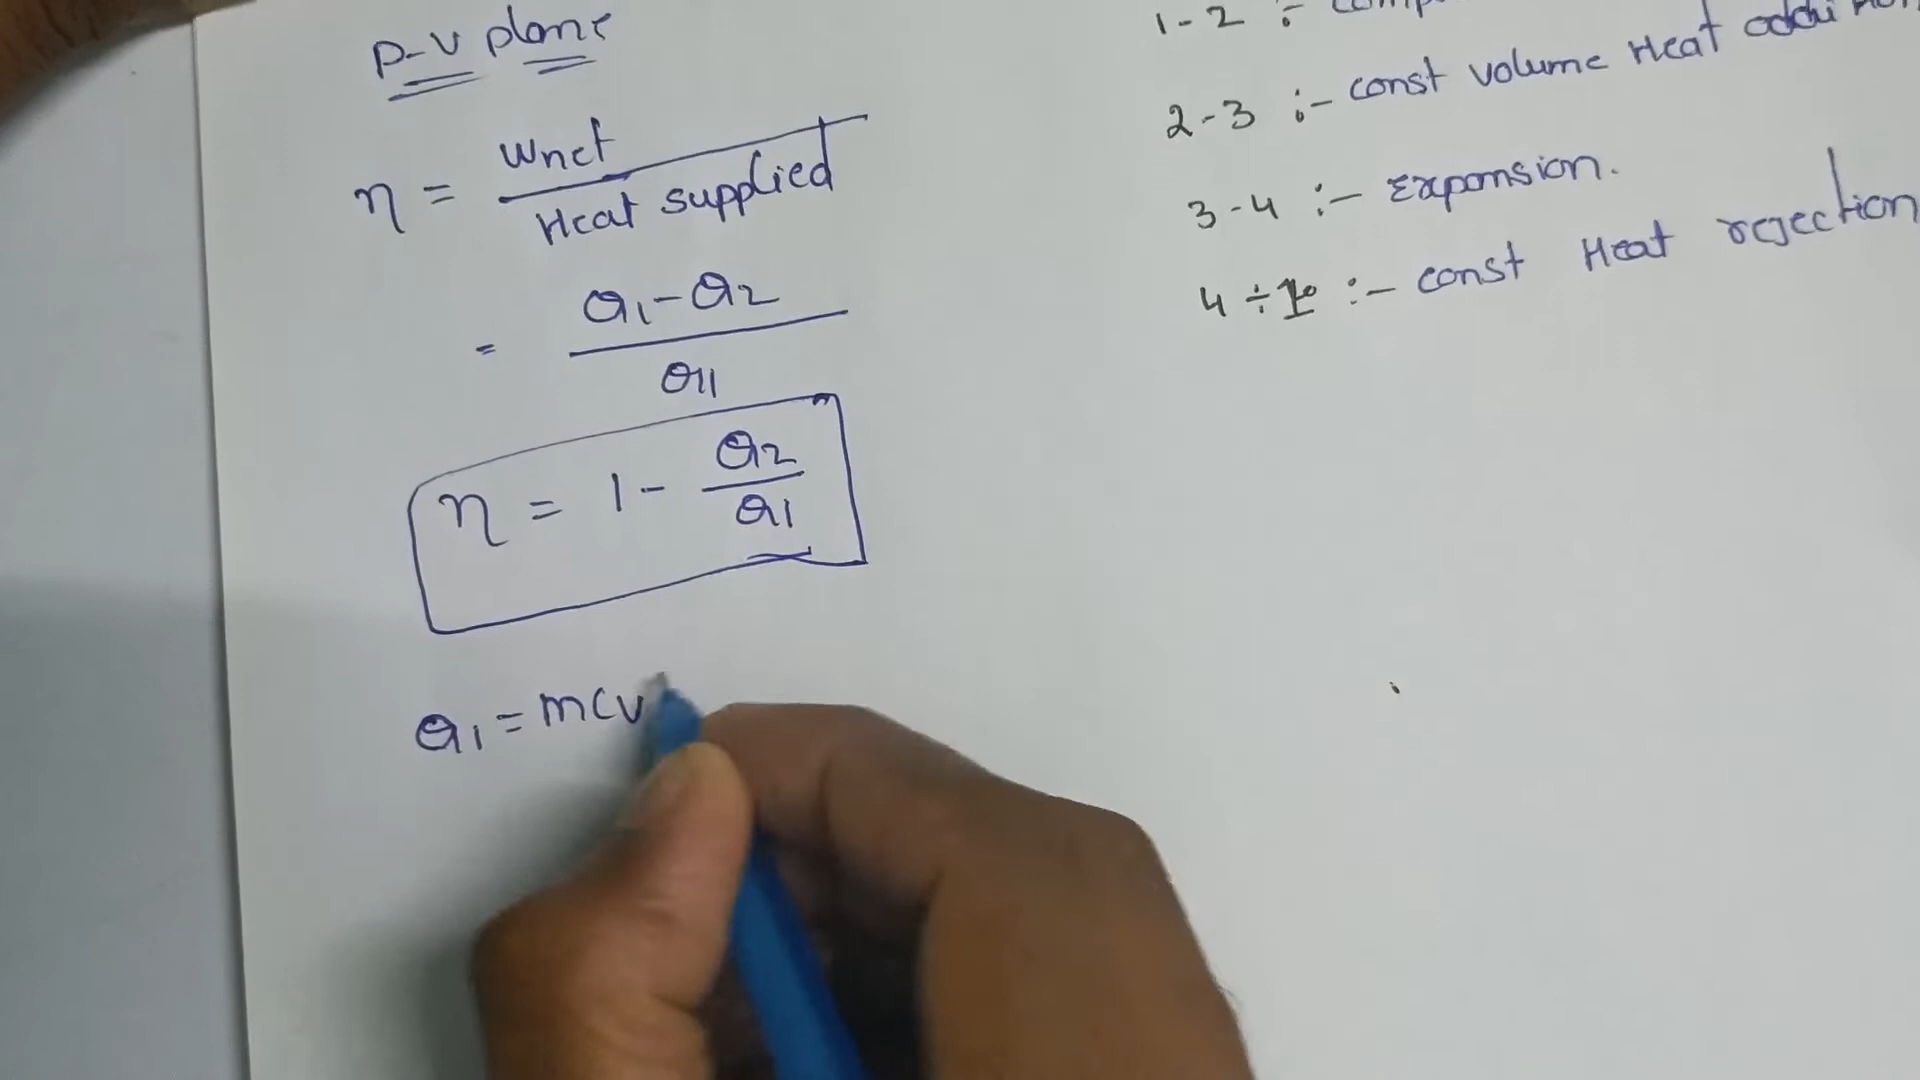 P-V plane
η = Wnet / Heat supplied
= Q1-Q2 / Q1
η = 1 - Q2 / Q1
Q1 = mCv
1-2 :-
2-3 :- const volume Heat addition
3-4 :- Expansion.
4÷1 :- const Heat rejection